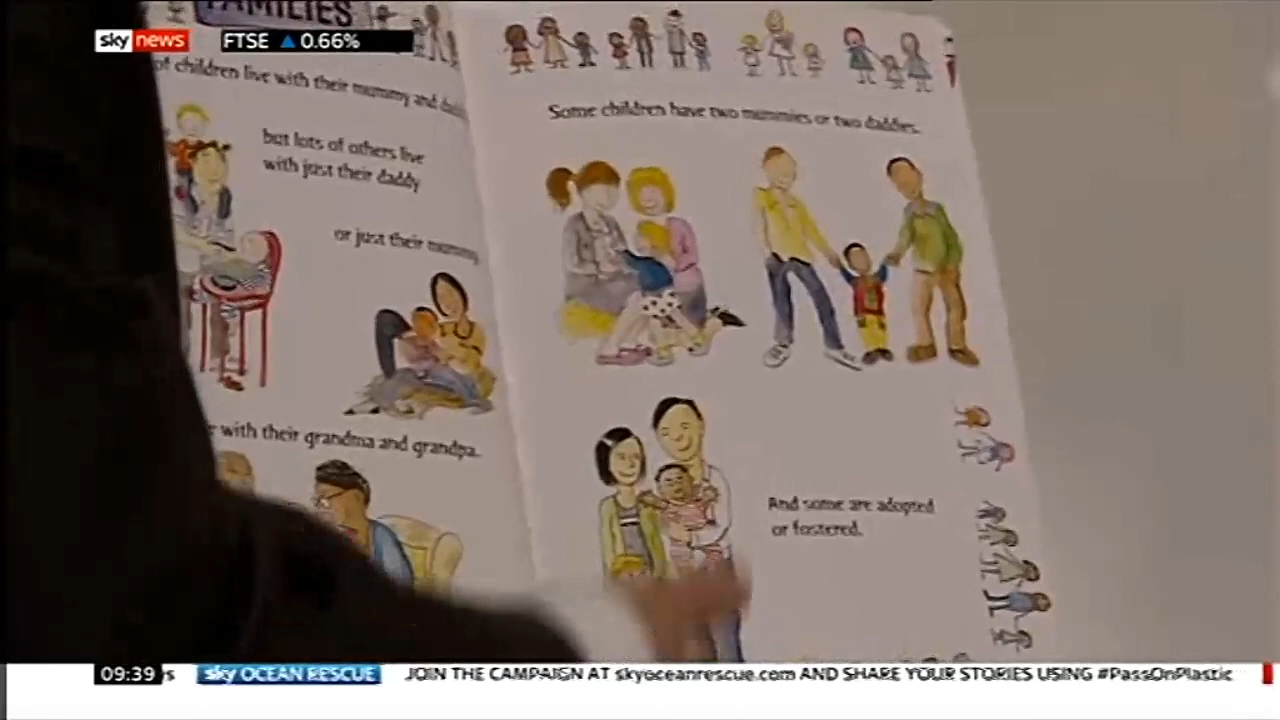 FAMILIES
sky news
FTSE ▲ 0.66%
of children live with their mummy and
but lots of others live
with just their daddy
or just their mummy
with their grandma and grandpa.
Some children have two mummies or two daddies.
And some are adopted
or fostered.
09:39
sky OCEAN RESCUE
JOIN THE CAMPAIGN AT skyoceanrescue.com AND SHARE YOUR STORIES USING #PassOnPlastic